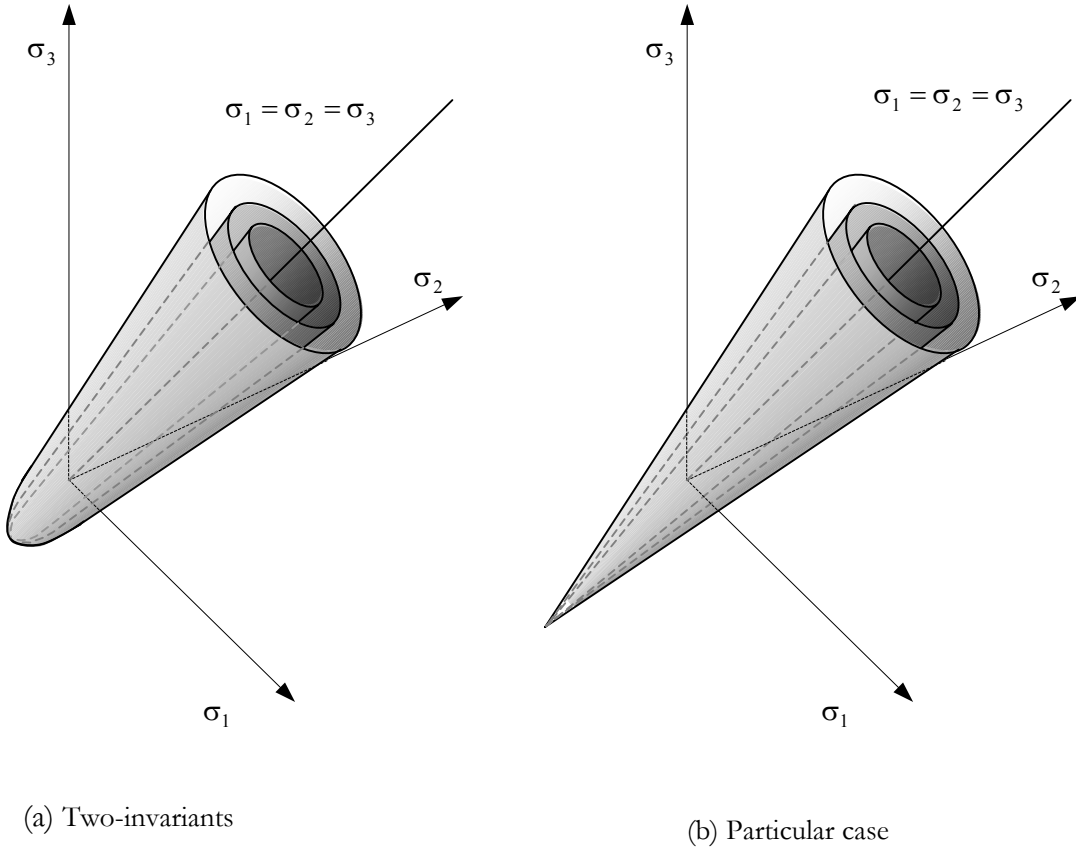 σ₃
σ₁ = σ₂ = σ₃
σ₂
σ₁
(a) Two-invariants
σ₃
σ₁ = σ₂ = σ₃
σ₂
σ₁
(b) Particular case